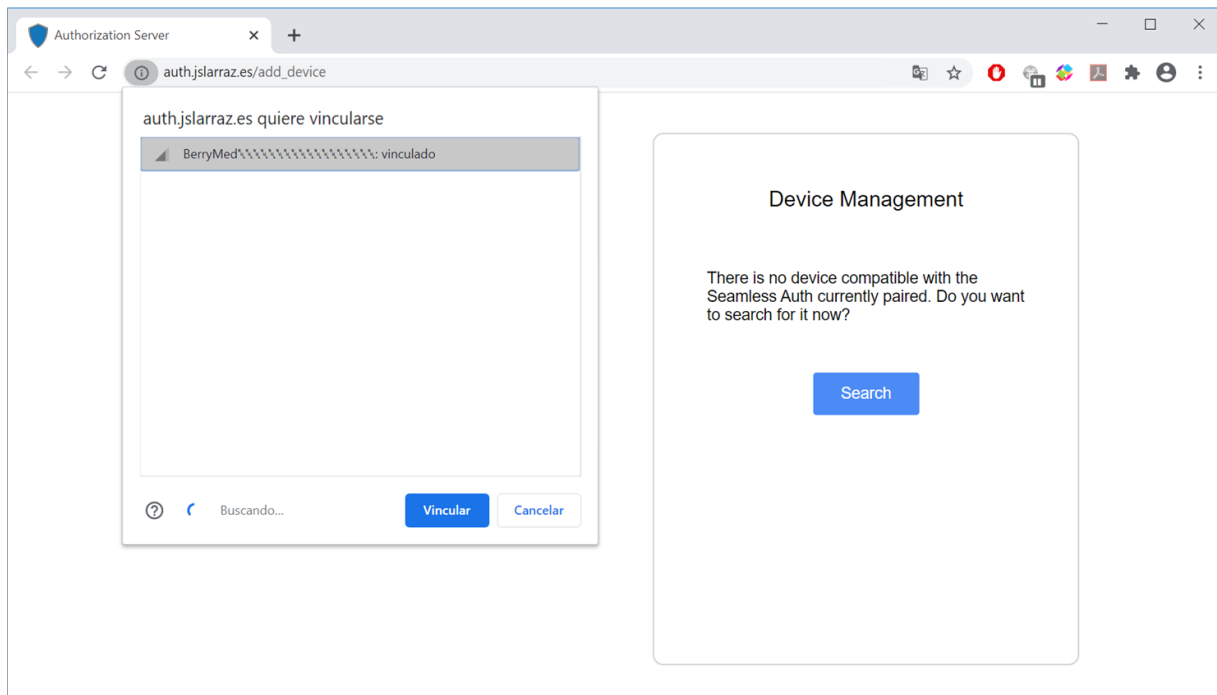 Authorization Server
auth.jslarraz.es/add_device
auth.jslarraz.es quiere vincularse
BerryMed\\\\\\\\\\\\\\\\\\: vinculado
Buscando...
Vincular
Cancelar
Device Management
There is no device compatible with the
Seamless Auth currently paired. Do you want
to search for it now?
Search